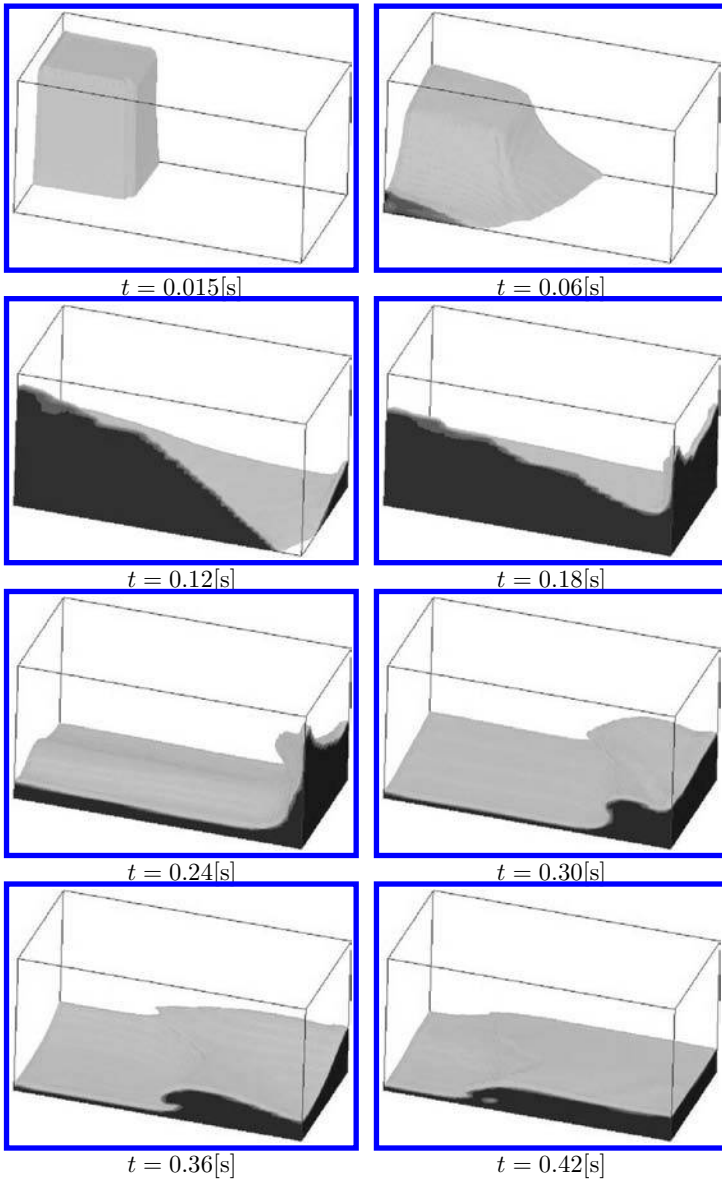 t = 0.015[s]
t = 0.06[s]
t = 0.12[s]
t = 0.18[s]
t = 0.24[s]
t = 0.30[s]
t = 0.36[s]
t = 0.42[s]